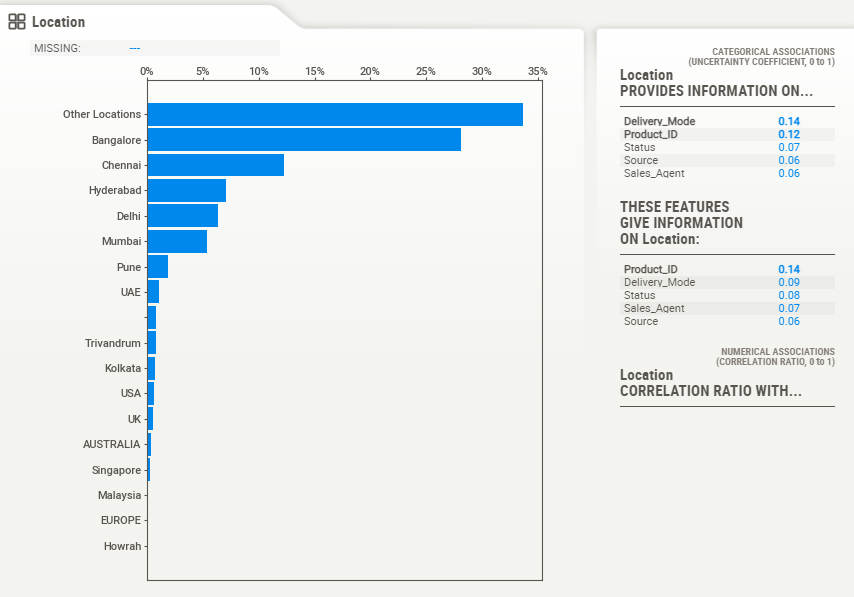 Location
MISSING: ---
0% 5% 10% 15% 20% 25% 30% 35%
Other Locations
Bangalore
Chennai
Hyderabad
Delhi
Mumbai
Pune
UAE
Trivandrum
Kolkata
USA
UK
AUSTRALIA
Singapore
Malaysia
EUROPE
Howrah
CATEGORICAL ASSOCIATIONS
(UNCERTAINTY COEFFICIENT, 0 to 1)
Location
PROVIDES INFORMATION ON...
Delivery_Mode 0.14
Product_ID 0.12
Status 0.07
Source 0.06
Sales_Agent 0.06
THESE FEATURES
GIVE INFORMATION
ON Location:
Product_ID 0.14
Delivery_Mode 0.09
Status 0.08
Sales_Agent 0.07
Source 0.06
NUMERICAL ASSOCIATIONS
(CORRELATION RATIO, 0 to 1)
Location
CORRELATION RATIO WITH...